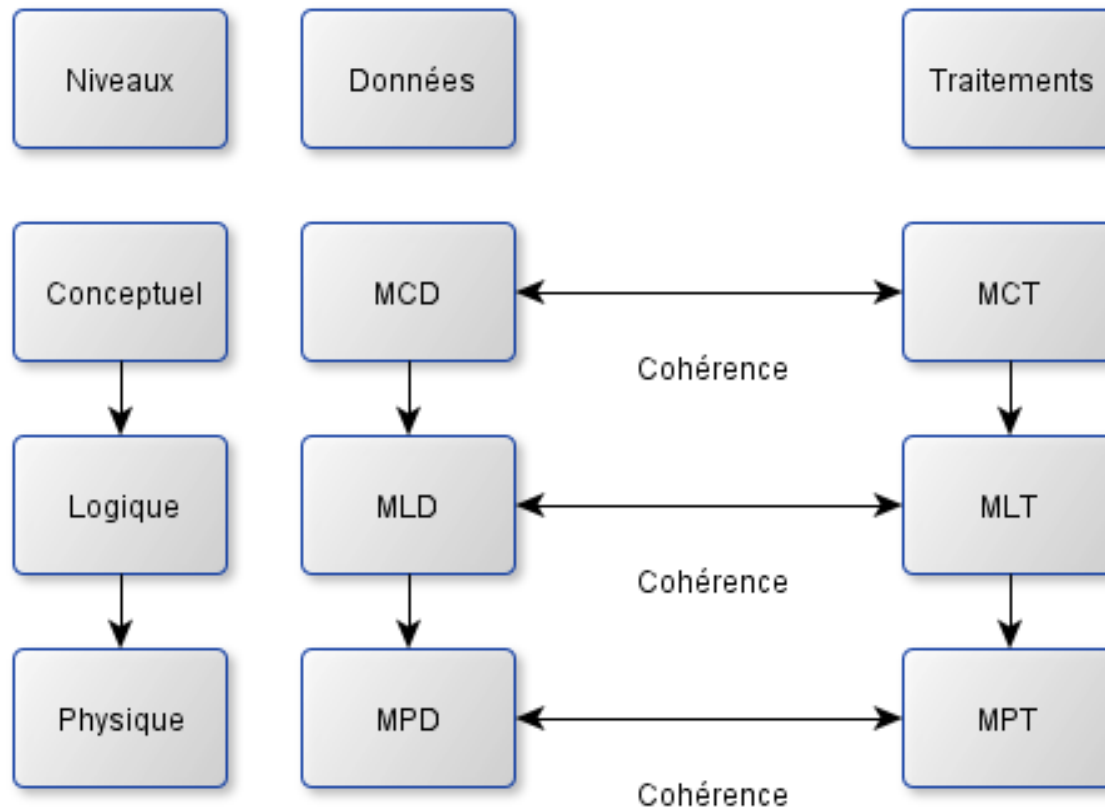 Niveaux
Données
Traitements
Conceptuel
MCD
MCT
Cohérence
Logique
MLD
MLT
Cohérence
Physique
MPD
MPT
Cohérence